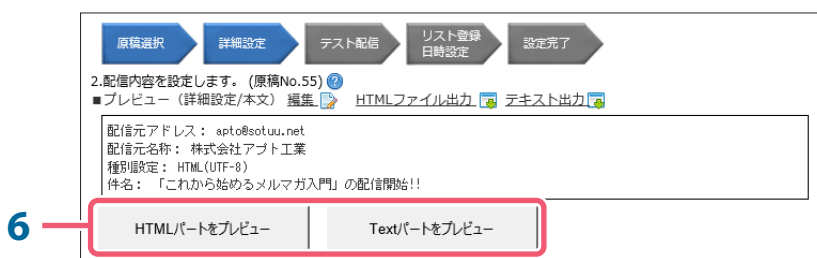 原稿選択 詳細設定 テスト配信 リスト登録 日時設定 設定完了
2.配信内容を設定します。 (原稿No.55)
■プレビュー（詳細設定/本文） 編集 HTMLファイル出力 テキスト出力
配信元アドレス： apto@sotuu.net
配信元名称： 株式会社アプト工業
種別設定： HTML(UTF-8)
件名： 「これから始めるメルマガ入門」の配信開始!!
6 HTMLパートをプレビュー Textパートをプレビュー